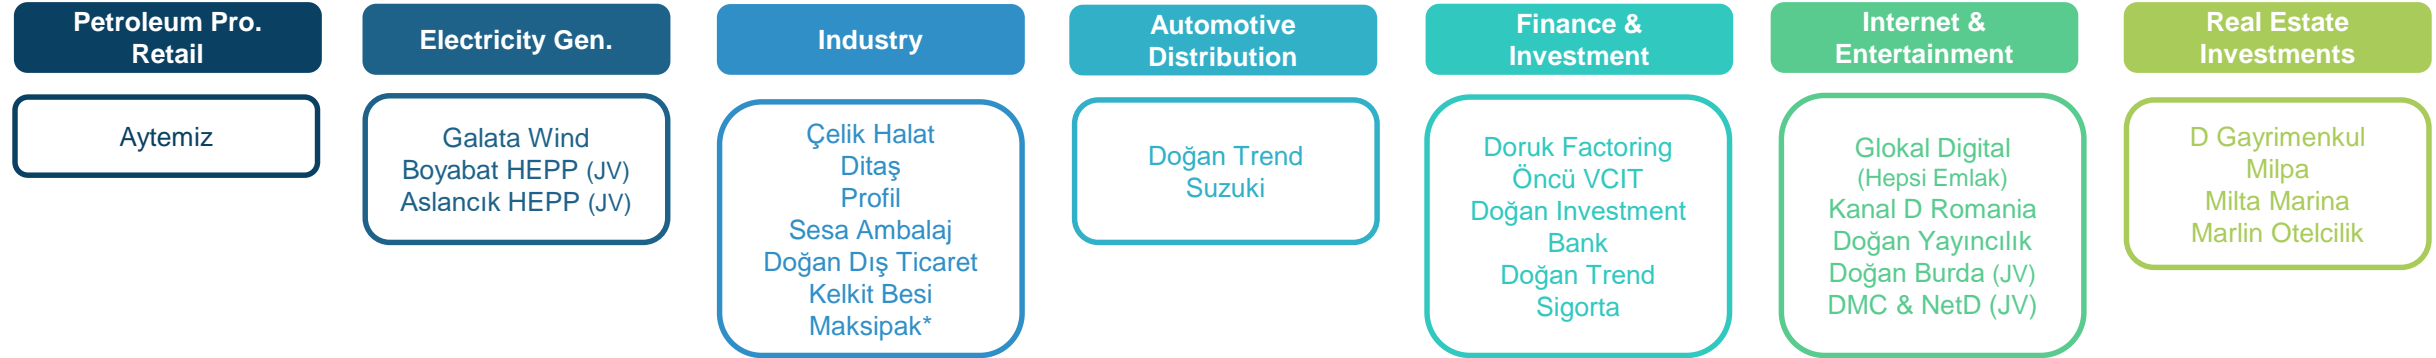 Petroleum Pro.
Retail
Aytemiz
Electricity Gen.
Galata Wind
Boyabat HEPP (JV)
Aslancık HEPP (JV)
Industry
Çelik Halat
Ditaş
Profil
Sesa Ambalaj
Doğan Dış Ticaret
Kelkit Besi
Maksipak*
Automotive
Distribution
Doğan Trend
Suzuki
Finance &
Investment
Doruk Factoring
Öncü VCIT
Doğan Investment
Bank
Doğan Trend
Sigorta
Internet &
Entertainment
Glokal Digital
(Hepsi Emlak)
Kanal D Romania
Doğan Yayıncılık
Doğan Burda (JV)
DMC & NetD (JV)
Real Estate
Investments
D Gayrimenkul
Milpa
Milta Marina
Marlin Otelcilik